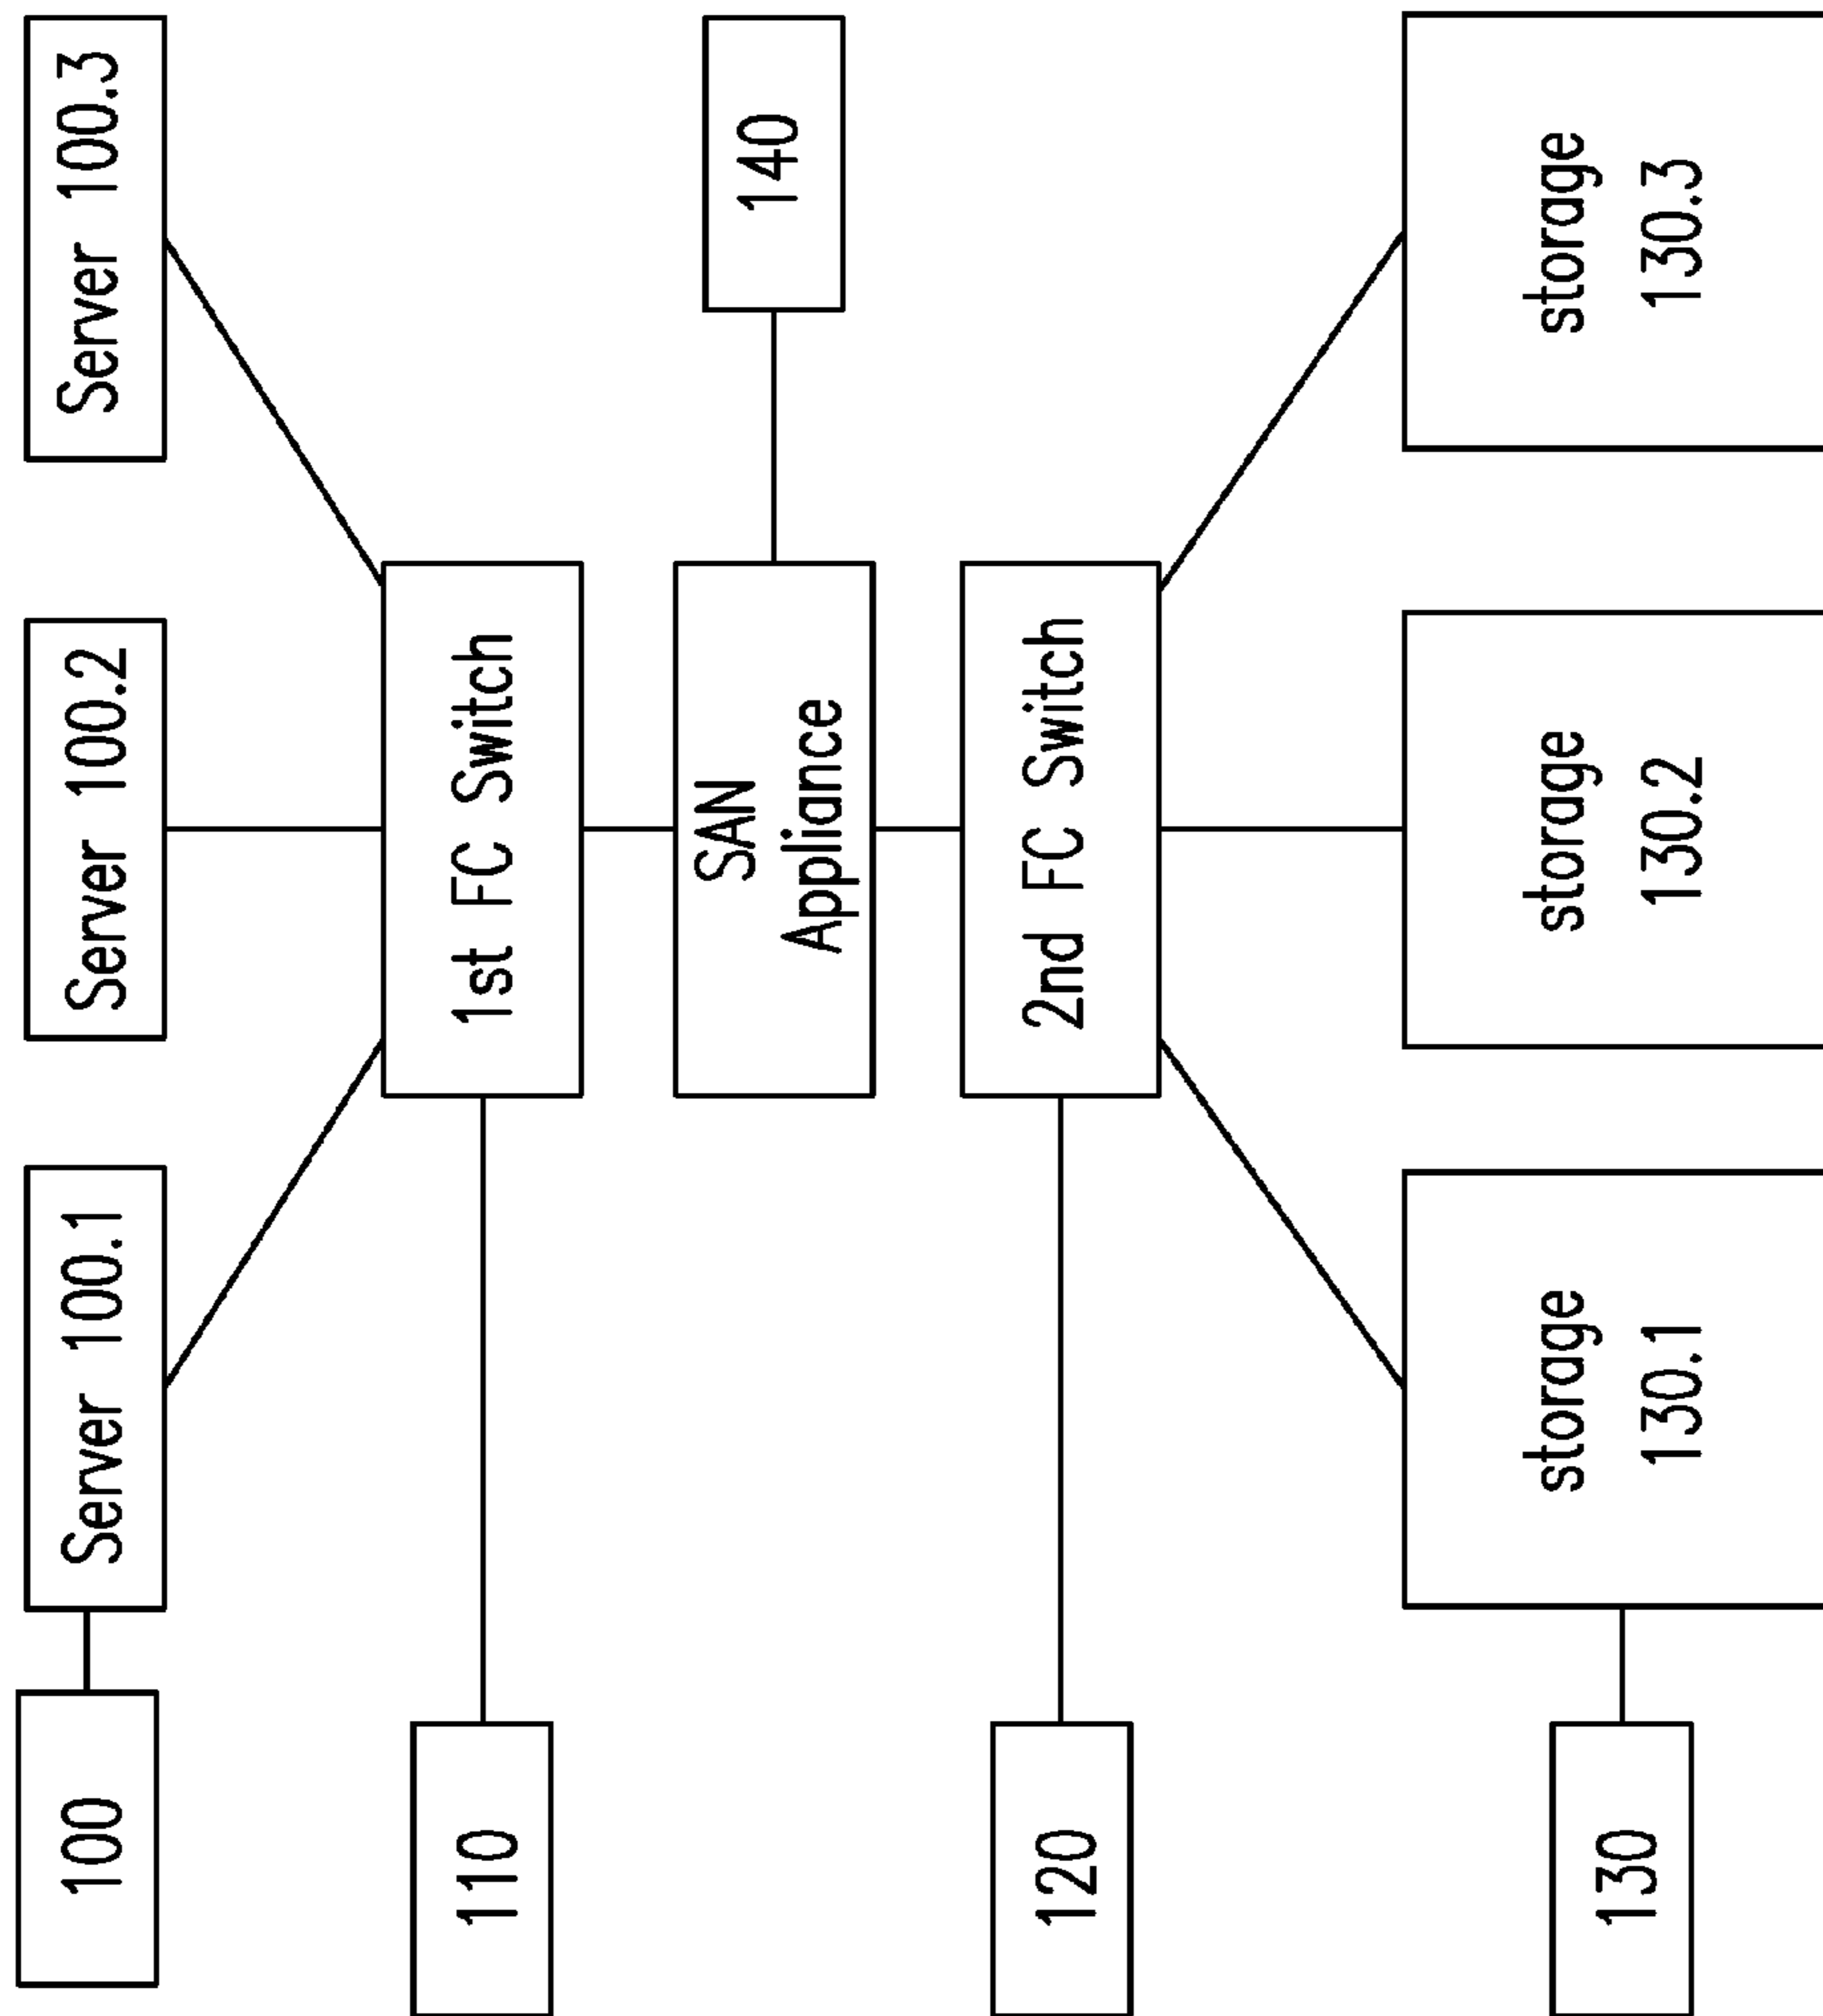 100
Server 100.1
Server 100.2
Server 100.3
110
1st FC Switch
SAN
Appliance
140
120
2nd FC Switch
130
storage
130.1
storage
130.2
storage
130.3